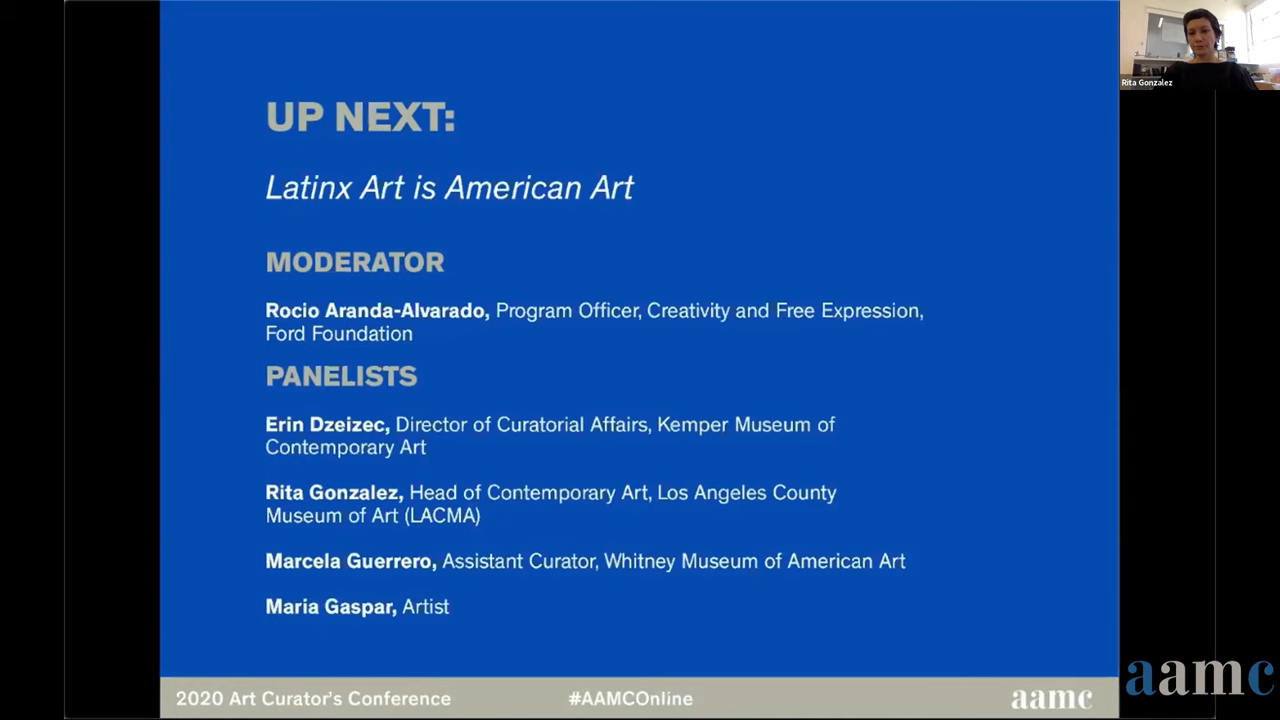 Rita Gonzalez
UP NEXT:
Latinx Art is American Art
MODERATOR
Rocio Aranda-Alvarado, Program Officer, Creativity and Free Expression,
Ford Foundation
PANELISTS
Erin Dzeizec, Director of Curatorial Affairs, Kemper Museum of
Contemporary Art
Rita Gonzalez, Head of Contemporary Art, Los Angeles County
Museum of Art (LACMA)
Marcela Guerrero, Assistant Curator, Whitney Museum of American Art
Maria Gaspar, Artist
2020 Art Curator's Conference #AAMCOnline aamc
aamc